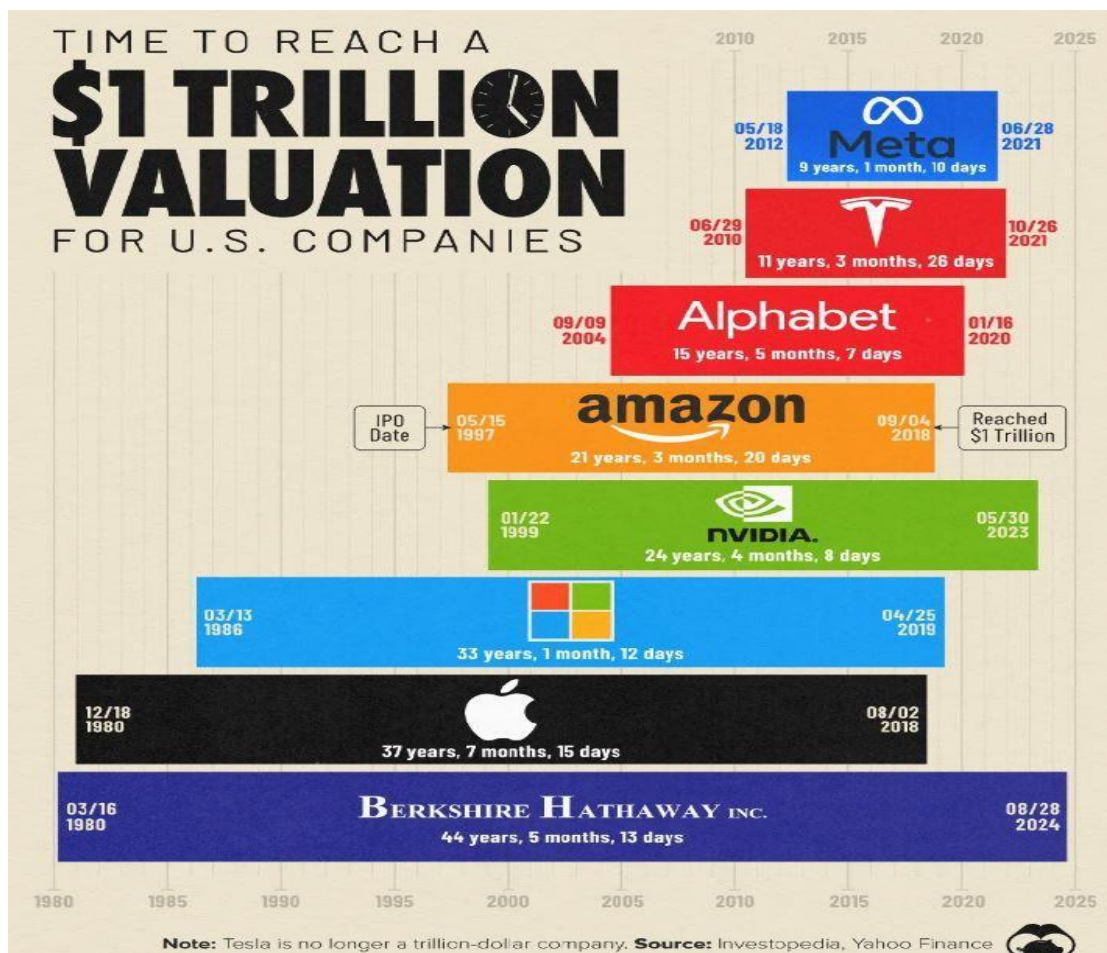 TIME TO REACH A
$1 TRILLION
VALUATION
FOR U.S. COMPANIES
2010 2015 2020 2025
Meta
05/18
2012
9 years, 1 month, 10 days
06/28
2021
06/29
2010
11 years, 3 months, 26 days
10/26
2021
Alphabet
09/09
2004
15 years, 5 months, 7 days
01/16
2020
IPO
Date
05/15
1997
amazon
21 years, 3 months, 20 days
09/04
2018
Reached
$1 Trillion
01/22
1999
NVIDIA.
24 years, 4 months, 8 days
05/30
2023
03/13
1986
33 years, 1 month, 12 days
04/25
2019
12/18
1980
37 years, 7 months, 15 days
08/02
2018
03/16
1980
BERKSHIRE HATHAWAY INC.
44 years, 5 months, 13 days
08/28
2024
1980 1985 1990 1995 2000 2005 2010 2015 2020 2025
Note: Tesla is no longer a trillion-dollar company. Source: Investopedia, Yahoo Finance